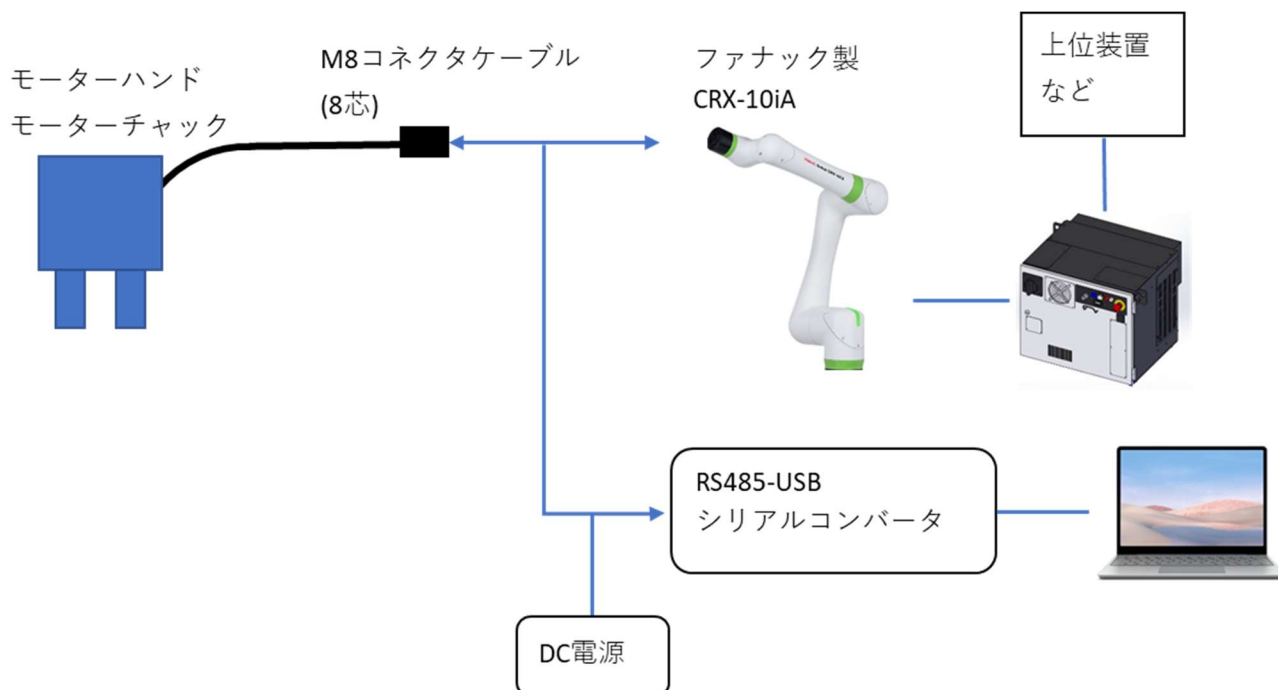 モーターハンド
モーターチャック
M8コネクタケーブル
(8芯)
ファナック製
CRX-10iA
上位装置
など
RS485-USB
シリアルコンバータ
DC電源